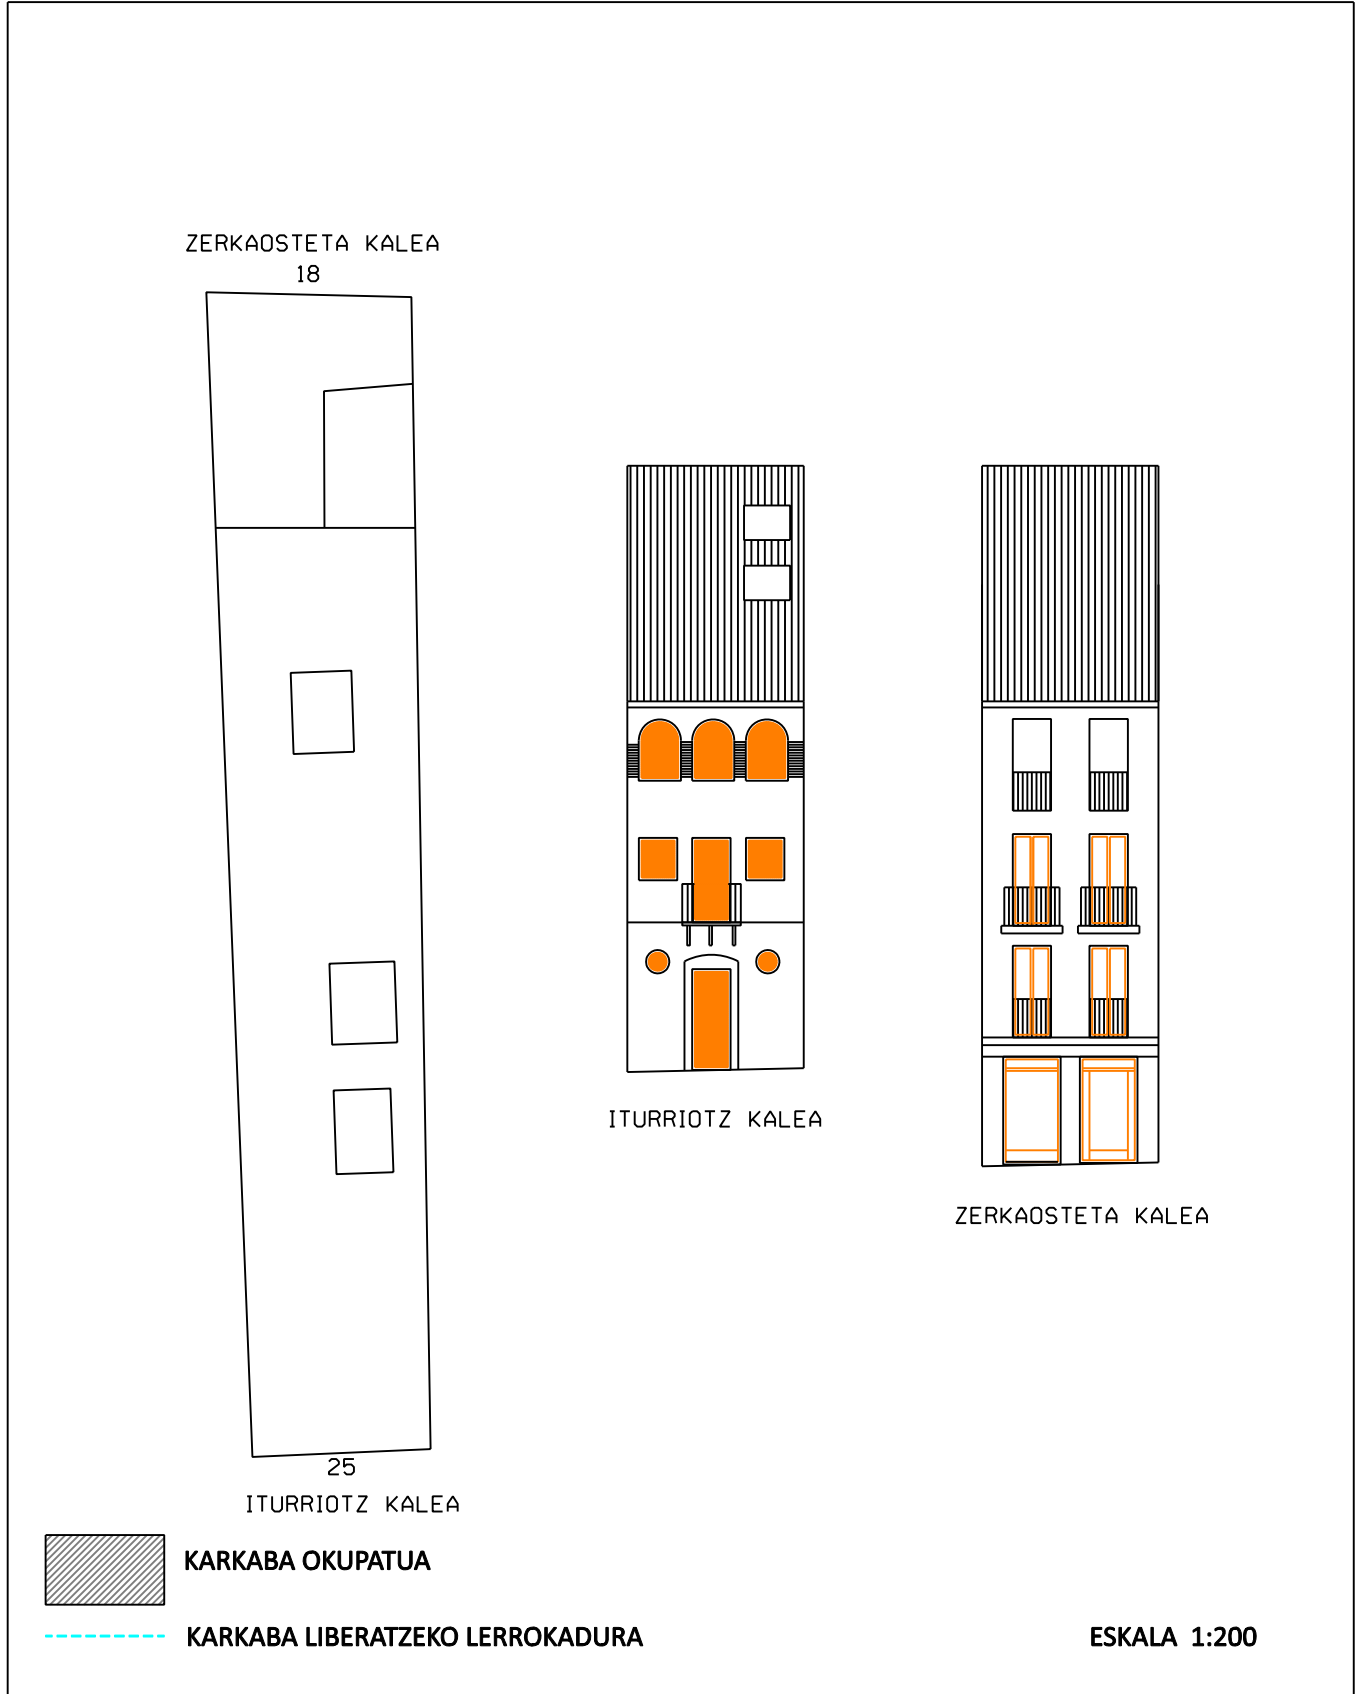 ZERKAOSTETA KALEA
18
ITURRIOTZ KALEA
ZERKAOSTETA KALEA
25
ITURRIOTZ KALEA
KARKABA OKUPATUA
KARKABA LIBERATZEKO LERROKADURA
ESKALA 1:200